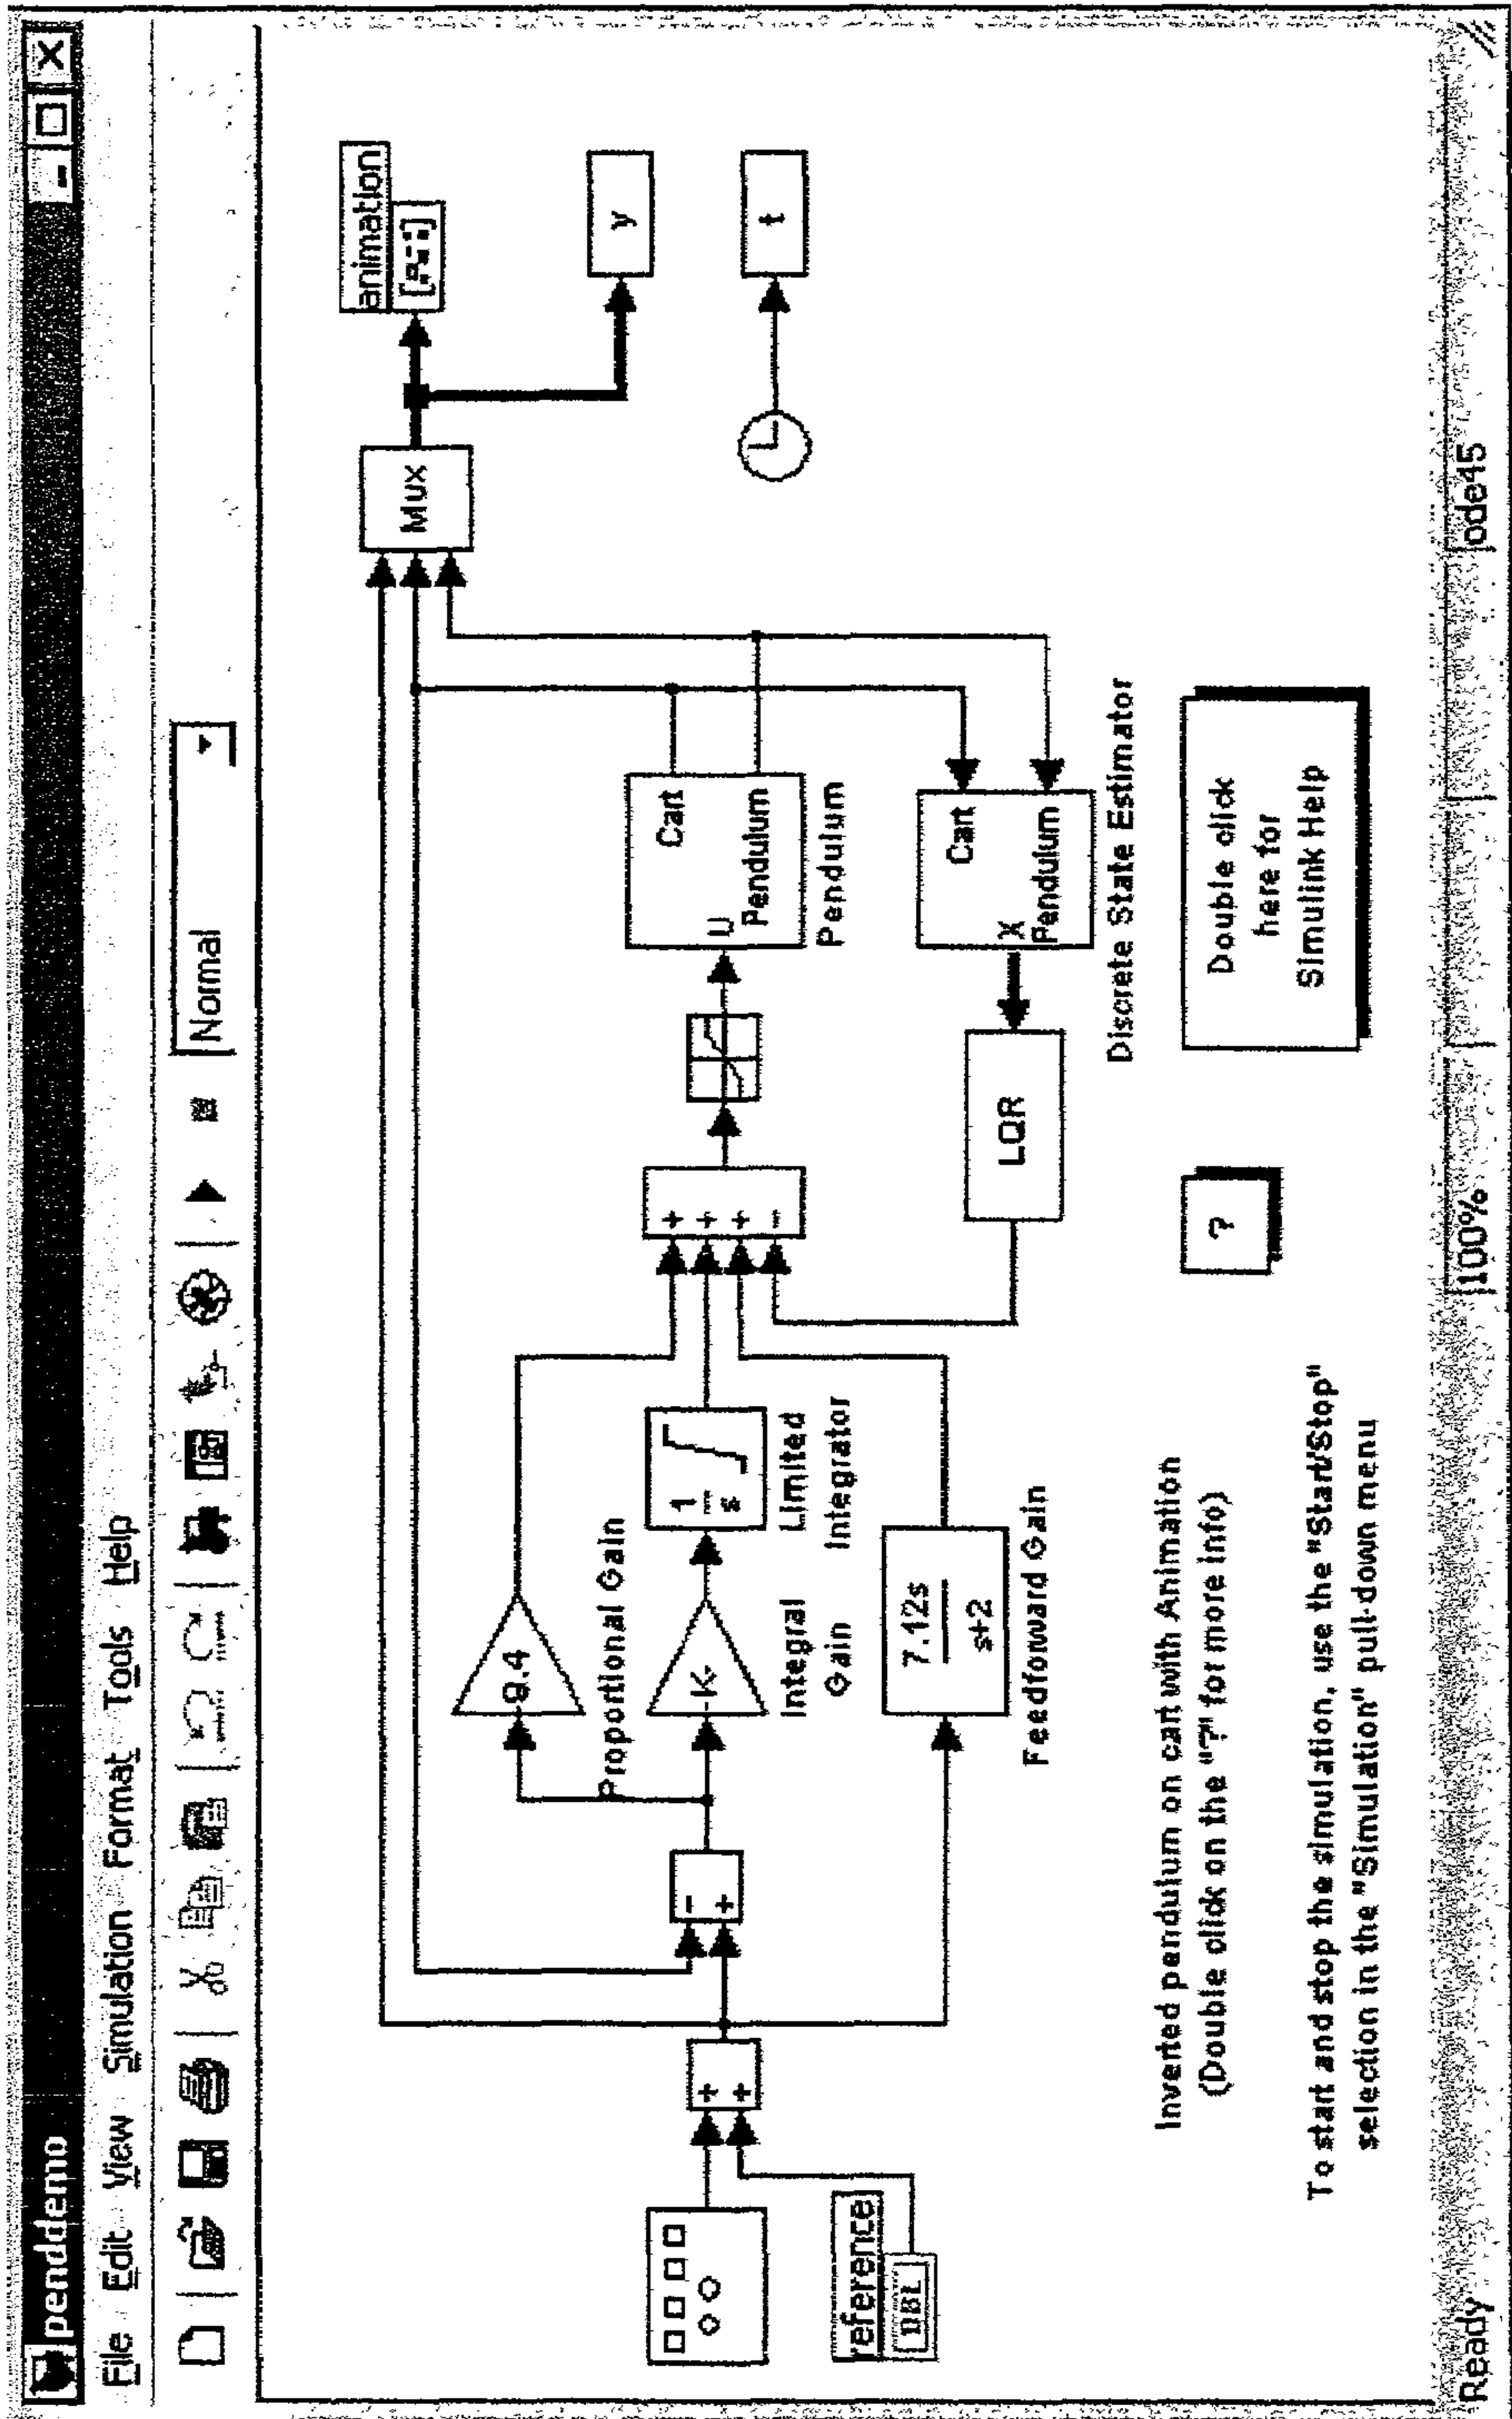 penddemo
File Edit View Simulation Format Tools Help
Normal
animation
Mux
y
t
-9.4
Proportional Gain
-K-
Integral
Gain
1
s
Limited
Integrator
7.12s
s+2
Feedforward Gain
+
+
-
+
+
+
+
-
U
Cart
Pendulum
Pendulum
Cart
X
Pendulum
Discrete State Estimator
LQR
reference
DBL
Inverted pendulum on cart with Animation
(Double click on the "?" for more info)
?
Double click
here for
Simulink Help
To start and stop the simulation, use the "Start/Stop"
selection in the "Simulation" pull-down menu
Ready
100%
ode45